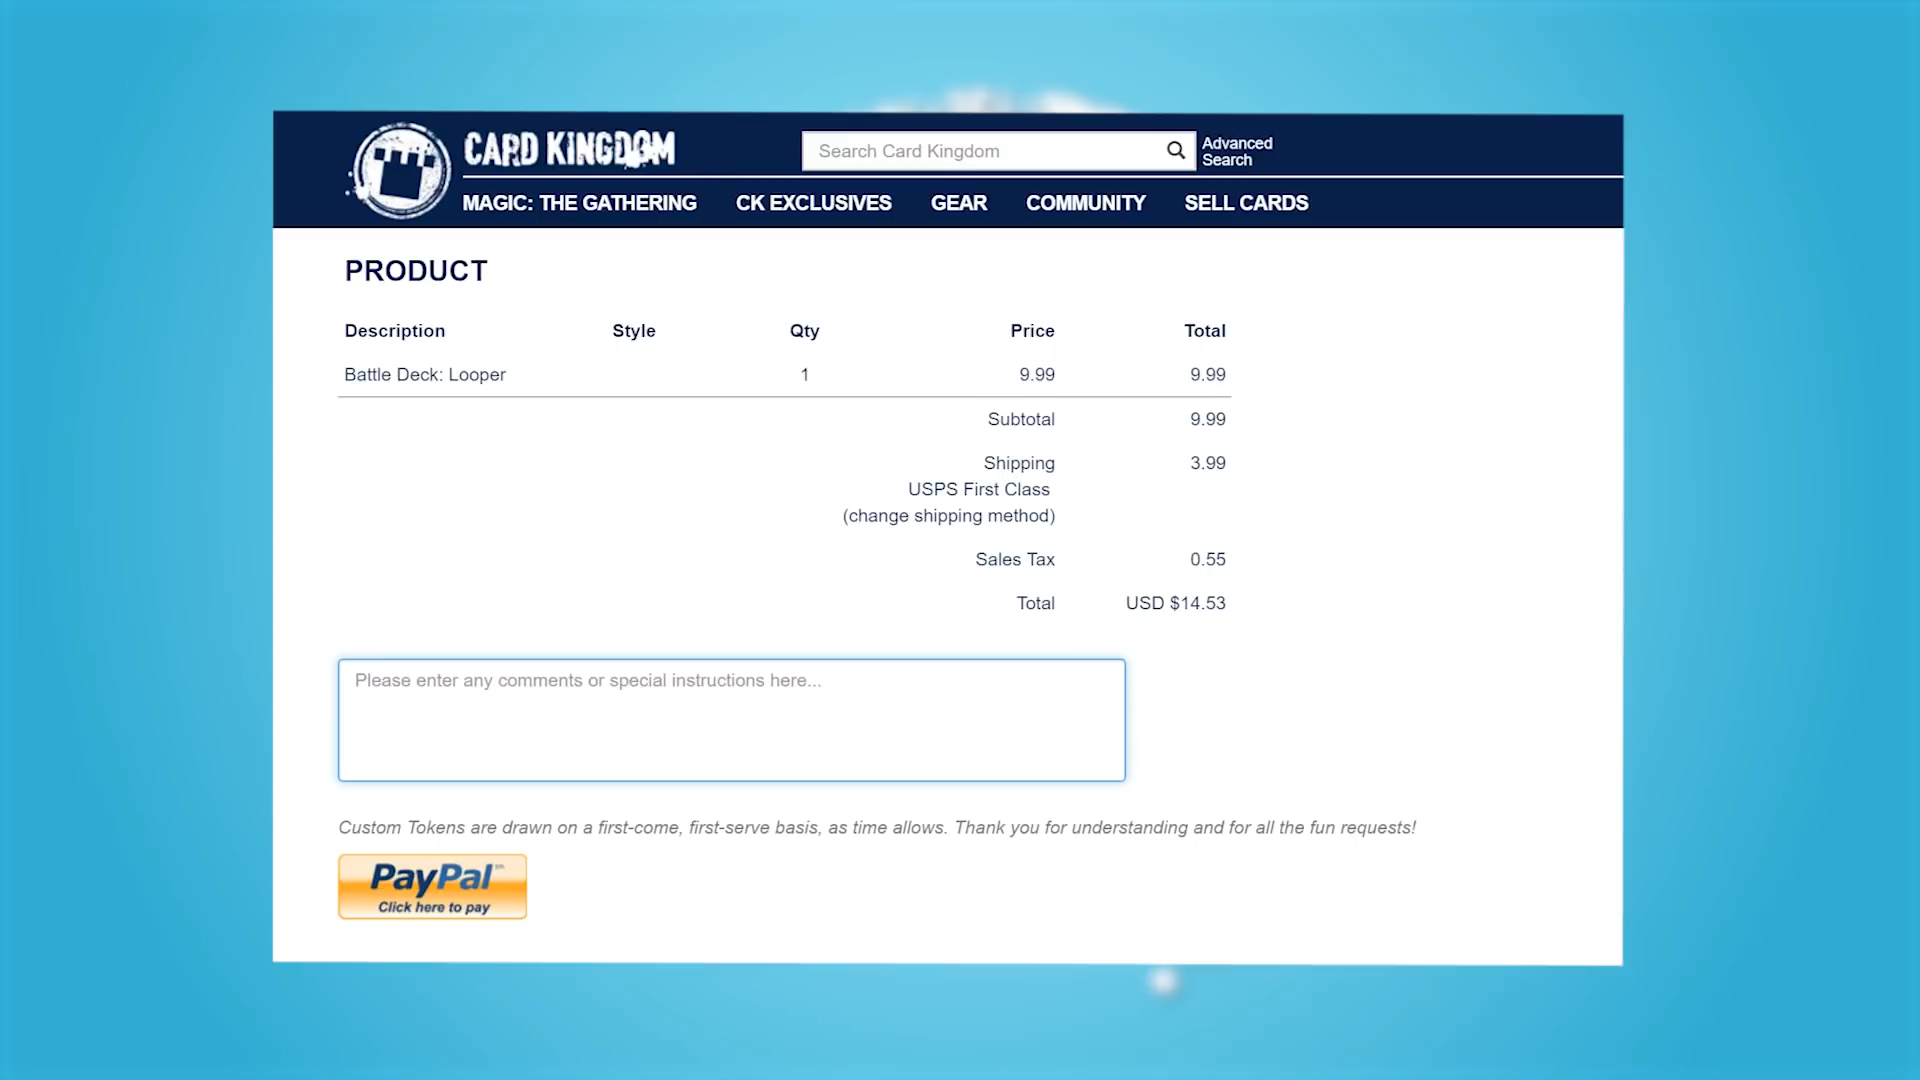 CARD KINGDOM
Search Card Kingdom
Advanced
Search
MAGIC: THE GATHERING CK EXCLUSIVES GEAR COMMUNITY SELL CARDS
PRODUCT
Description Style Qty Price Total
Battle Deck: Looper 1 9.99 9.99
Subtotal 9.99
Shipping 3.99
USPS First Class
(change shipping method)
Sales Tax 0.55
Total USD $14.53
Please enter any comments or special instructions here...
Custom Tokens are drawn on a first-come, first-serve basis, as time allows. Thank you for understanding and for all the fun requests!
PayPal℠
Click here to pay